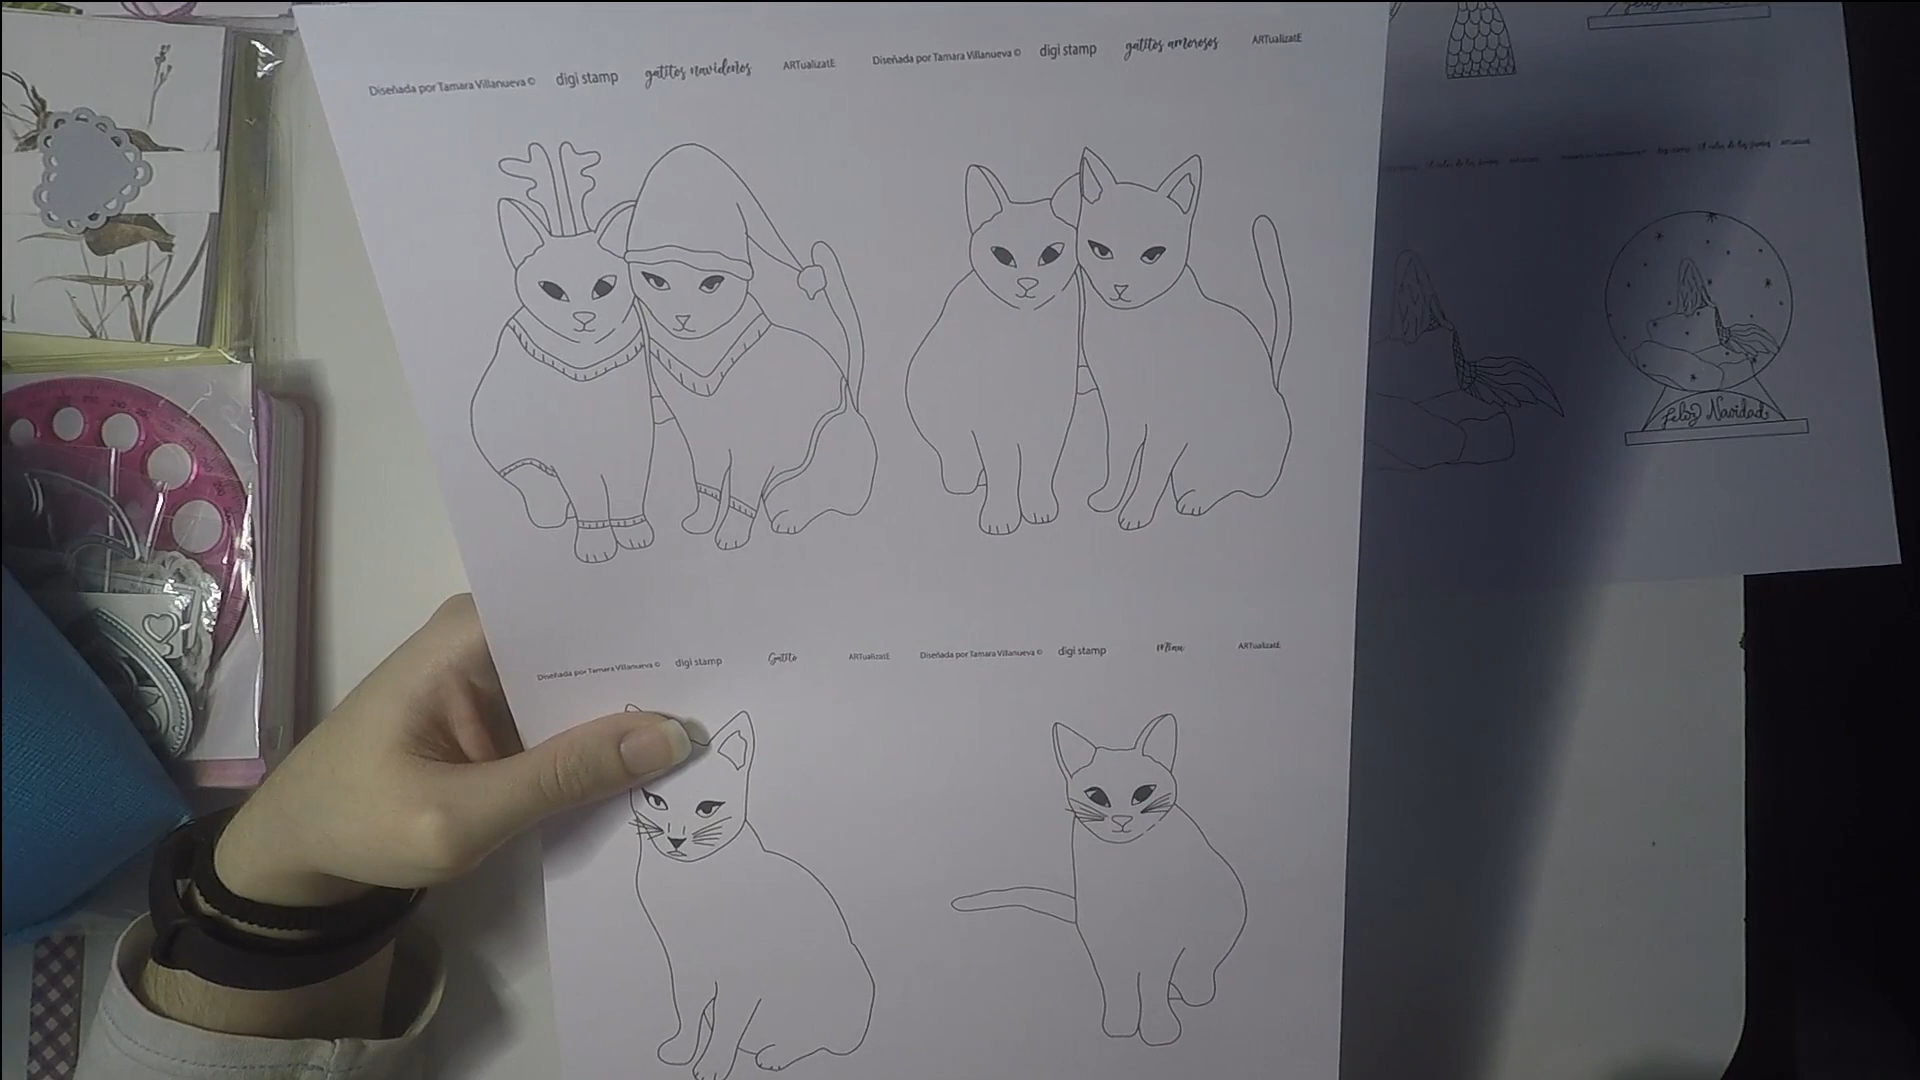 Diseñada por Tamara Villanueva © digi stamp gatitos navideños ARTualizatE
Diseñada por Tamara Villanueva © digi stamp gatitos amorosos ARTualizatE
Feliz Navidad
Diseñada por Tamara Villanueva © digi stamp Gatito ARTualizatE
Diseñada por Tamara Villanueva © digi stamp Minu ARTualizatE